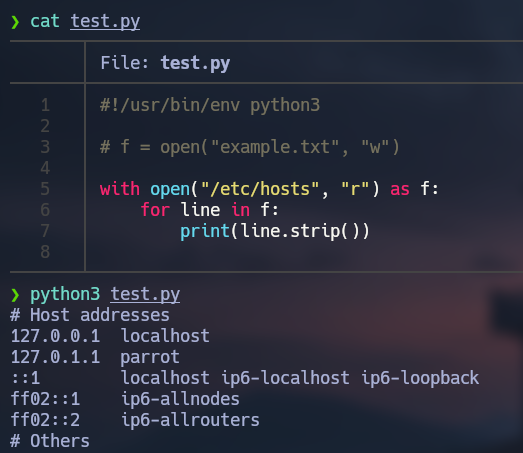 ❯ cat test.py
File: test.py
1 #!/usr/bin/env python3
2
3 # f = open("example.txt", "w")
4
5 with open("/etc/hosts", "r") as f:
6     for line in f:
7         print(line.strip())
8
❯ python3 test.py
# Host addresses
127.0.0.1  localhost
127.0.1.1  parrot
::1        localhost ip6-localhost ip6-loopback
ff02::1    ip6-allnodes
ff02::2    ip6-allrouters
# Others